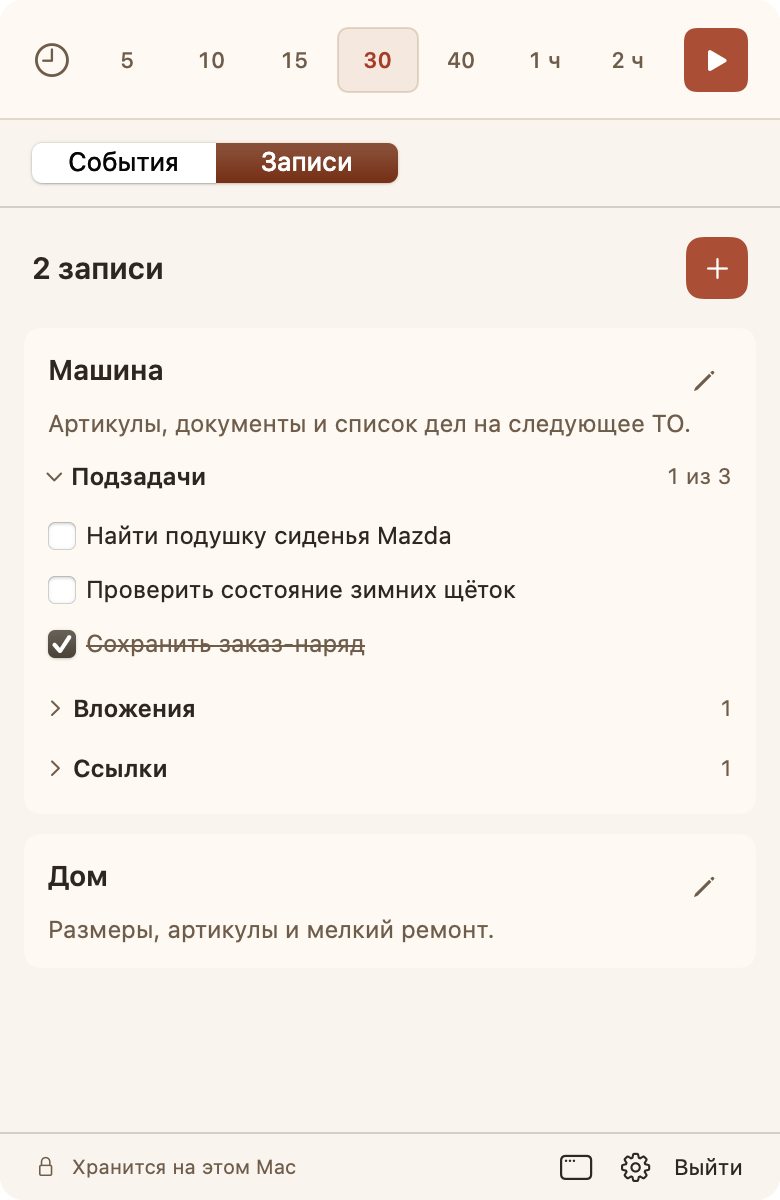 5 10 15 30 40 1 ч 2 ч
События Записи
2 записи
Машина
Артикулы, документы и список дел на следующее ТО.
Подзадачи 1 из 3
Найти подушку сиденья Mazda
Проверить состояние зимних щёток
Сохранить заказ-наряд
Вложения 1
Ссылки 1
Дом
Размеры, артикулы и мелкий ремонт.
Хранится на этом Mac Выйти